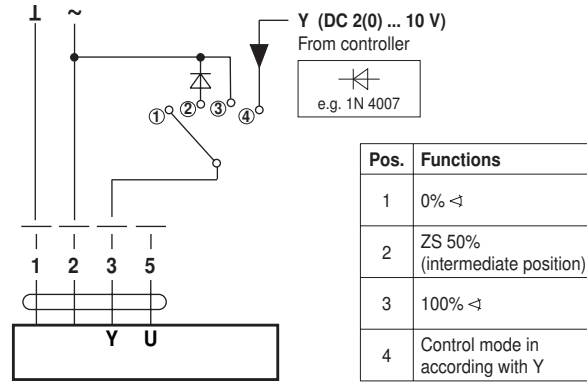 ⊥ ~
Y (DC 2(0) ... 10 V)
From controller
e.g. 1N 4007
① ② ③ ④
1 2 3 5
Y U
Pos. Functions
1 0% ⊲
2 ZS 50%
(intermediate position)
3 100% ⊲
4 Control mode in
according with Y